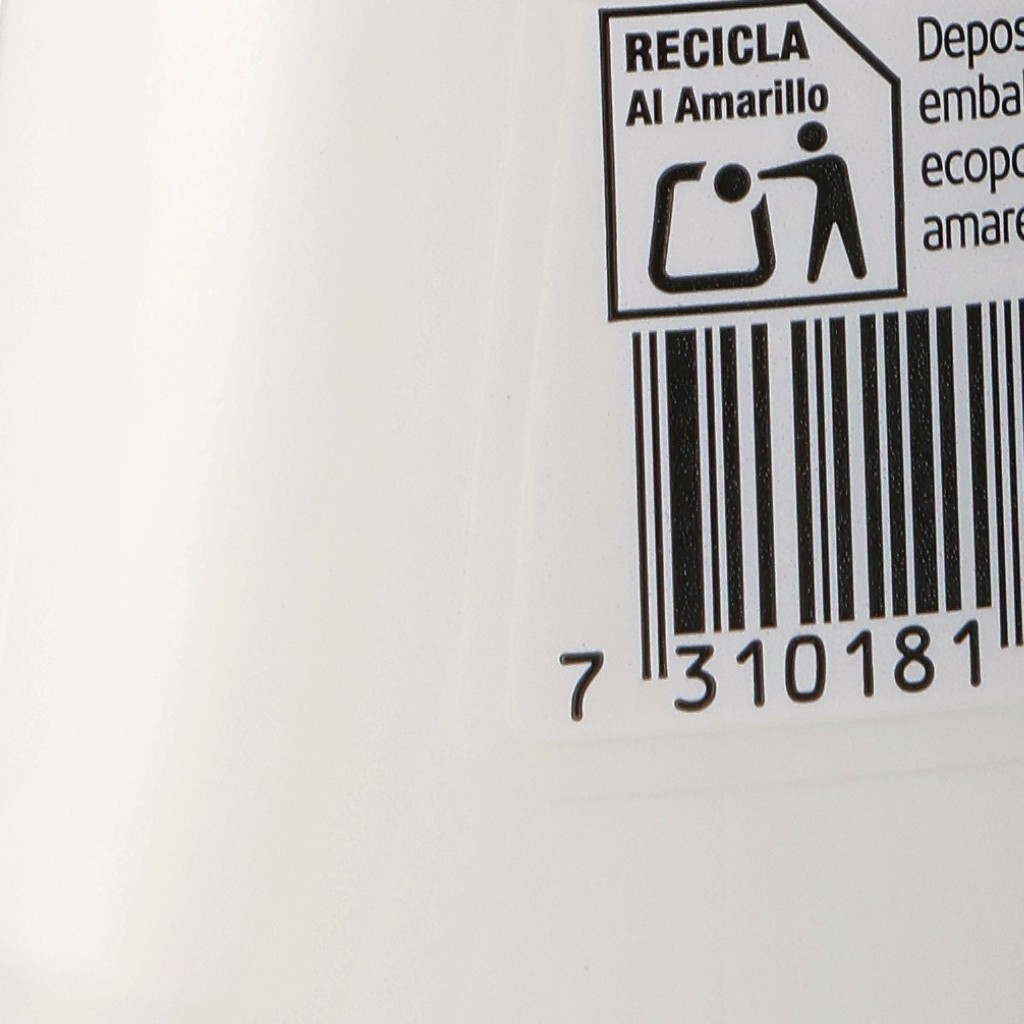 RECICLA
Al Amarillo
Depos
embal
ecopo
amare
7 310181